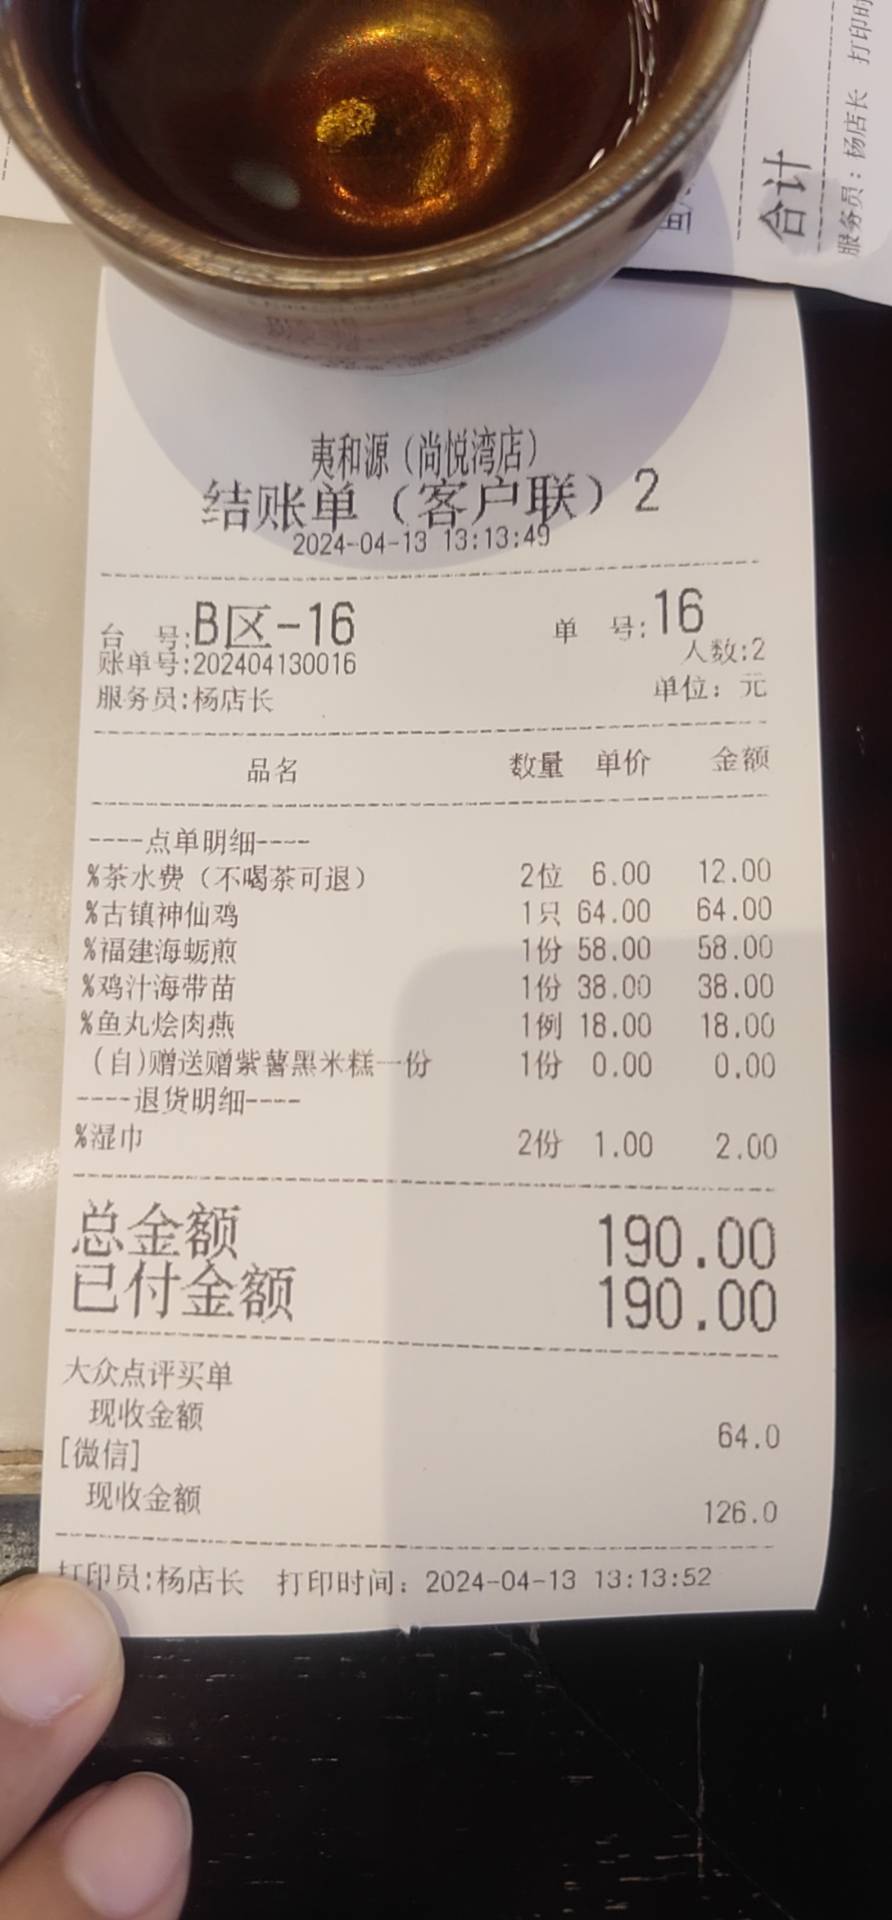 合计
服务员：杨店长 打印时
夷和源（尚悦湾店）
结账单（客户联）2
2024-04-13 13:13:49
台 号:B区-16 单 号:16
账单号:202404130016 人数:2
服务员:杨店长 单位：元
品名 数量 单价 金额
----点单明细----
%茶水费（不喝茶可退） 2位 6.00 12.00
%古镇神仙鸡 1只 64.00 64.00
%福建海蛎煎 1份 58.00 58.00
%鸡汁海带苗 1份 38.00 38.00
%鱼丸烩肉燕 1例 18.00 18.00
(自)赠送赠紫薯黑米糕一份 1份 0.00 0.00
----退货明细----
%湿巾 2份 1.00 2.00
总金额 190.00
已付金额 190.00
大众点评买单
现收金额 64.0
[微信]
现收金额 126.0
打印员:杨店长 打印时间：2024-04-13 13:13:52